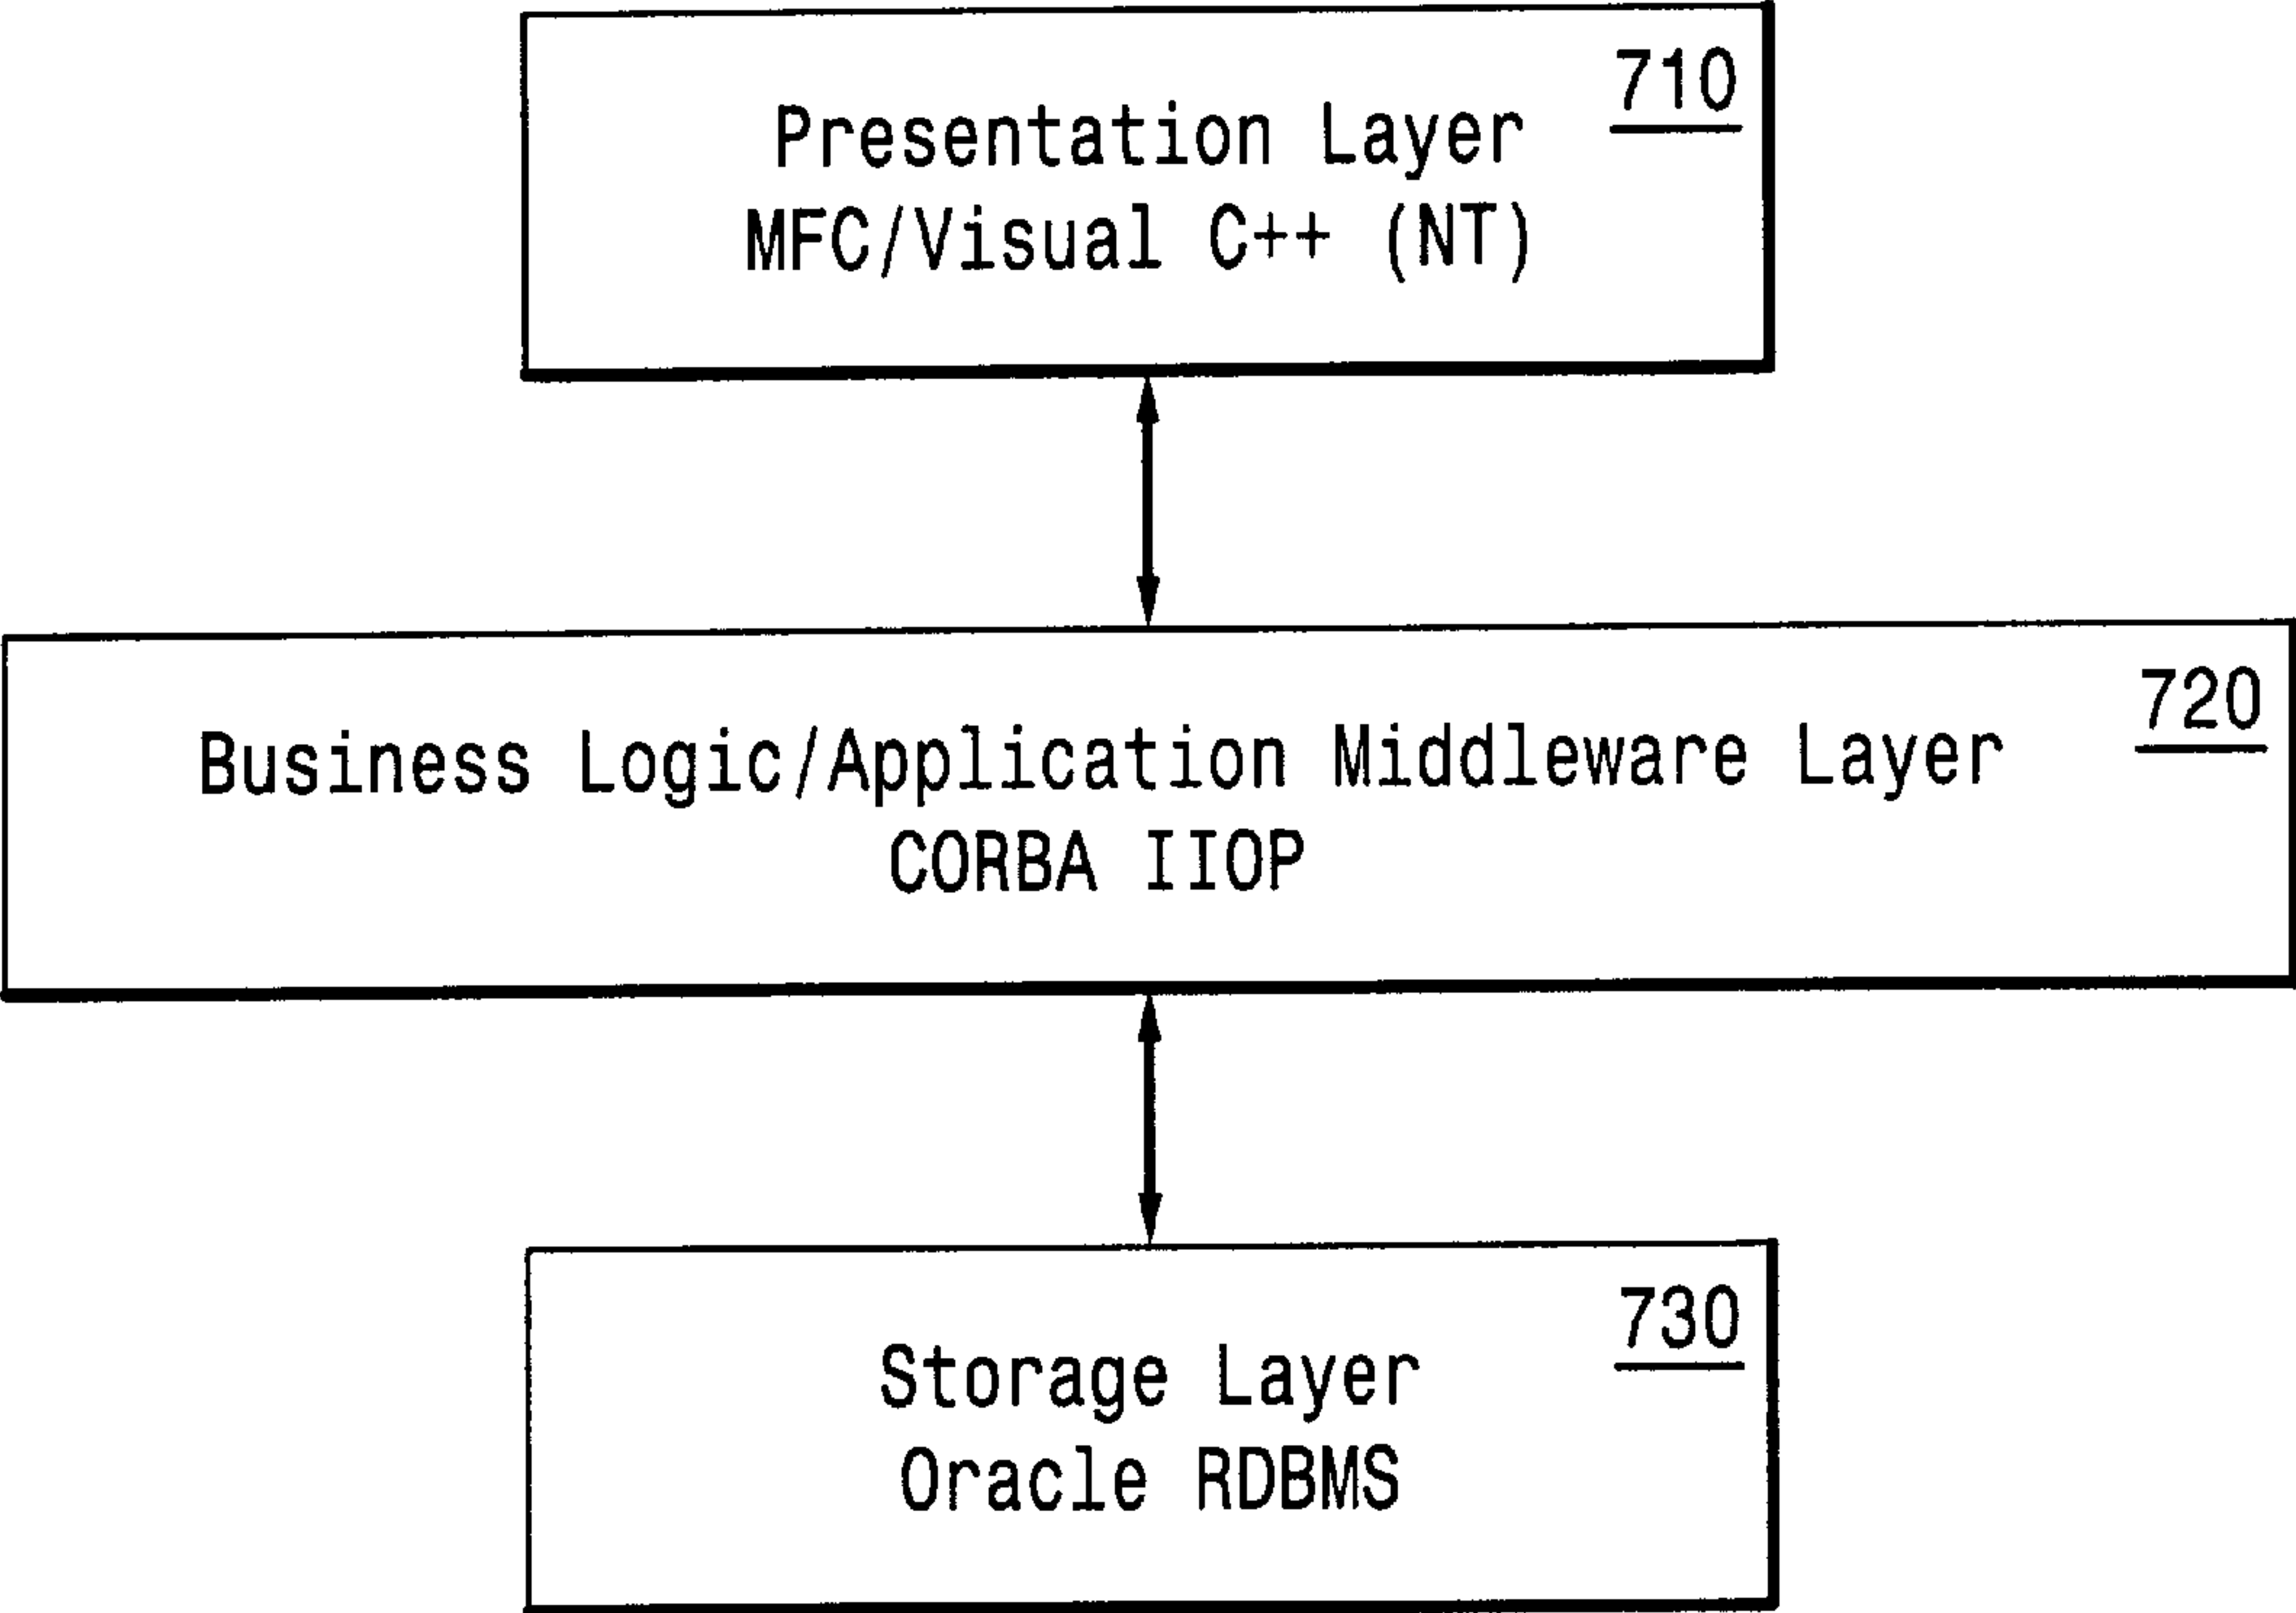 710
Presentation Layer
MFC/Visual C++ (NT)
720
Business Logic/Application Middleware Layer
CORBA IIOP
730
Storage Layer
Oracle RDBMS